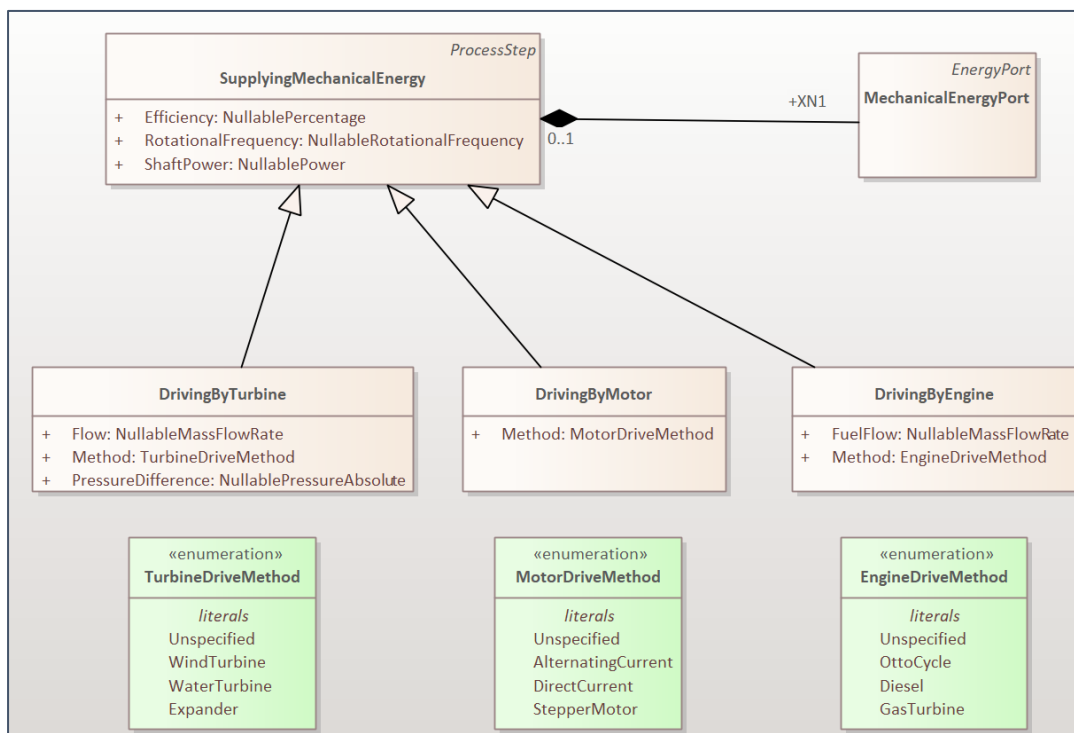 ProcessStep
SupplyingMechanicalEnergy
+ Efficiency: NullablePercentage
+ RotationalFrequency: NullableRotationalFrequency
+ ShaftPower: NullablePower
0..1
+XN1
EnergyPort
MechanicalEnergyPort
DrivingByTurbine
+ Flow: NullableMassFlowRate
+ Method: TurbineDriveMethod
+ PressureDifference: NullablePressureAbsolute
DrivingByMotor
+ Method: MotorDriveMethod
DrivingByEngine
+ FuelFlow: NullableMassFlowRate
+ Method: EngineDriveMethod
«enumeration»
TurbineDriveMethod
literals
Unspecified
WindTurbine
WaterTurbine
Expander
«enumeration»
MotorDriveMethod
literals
Unspecified
AlternatingCurrent
DirectCurrent
StepperMotor
«enumeration»
EngineDriveMethod
literals
Unspecified
OttoCycle
Diesel
GasTurbine